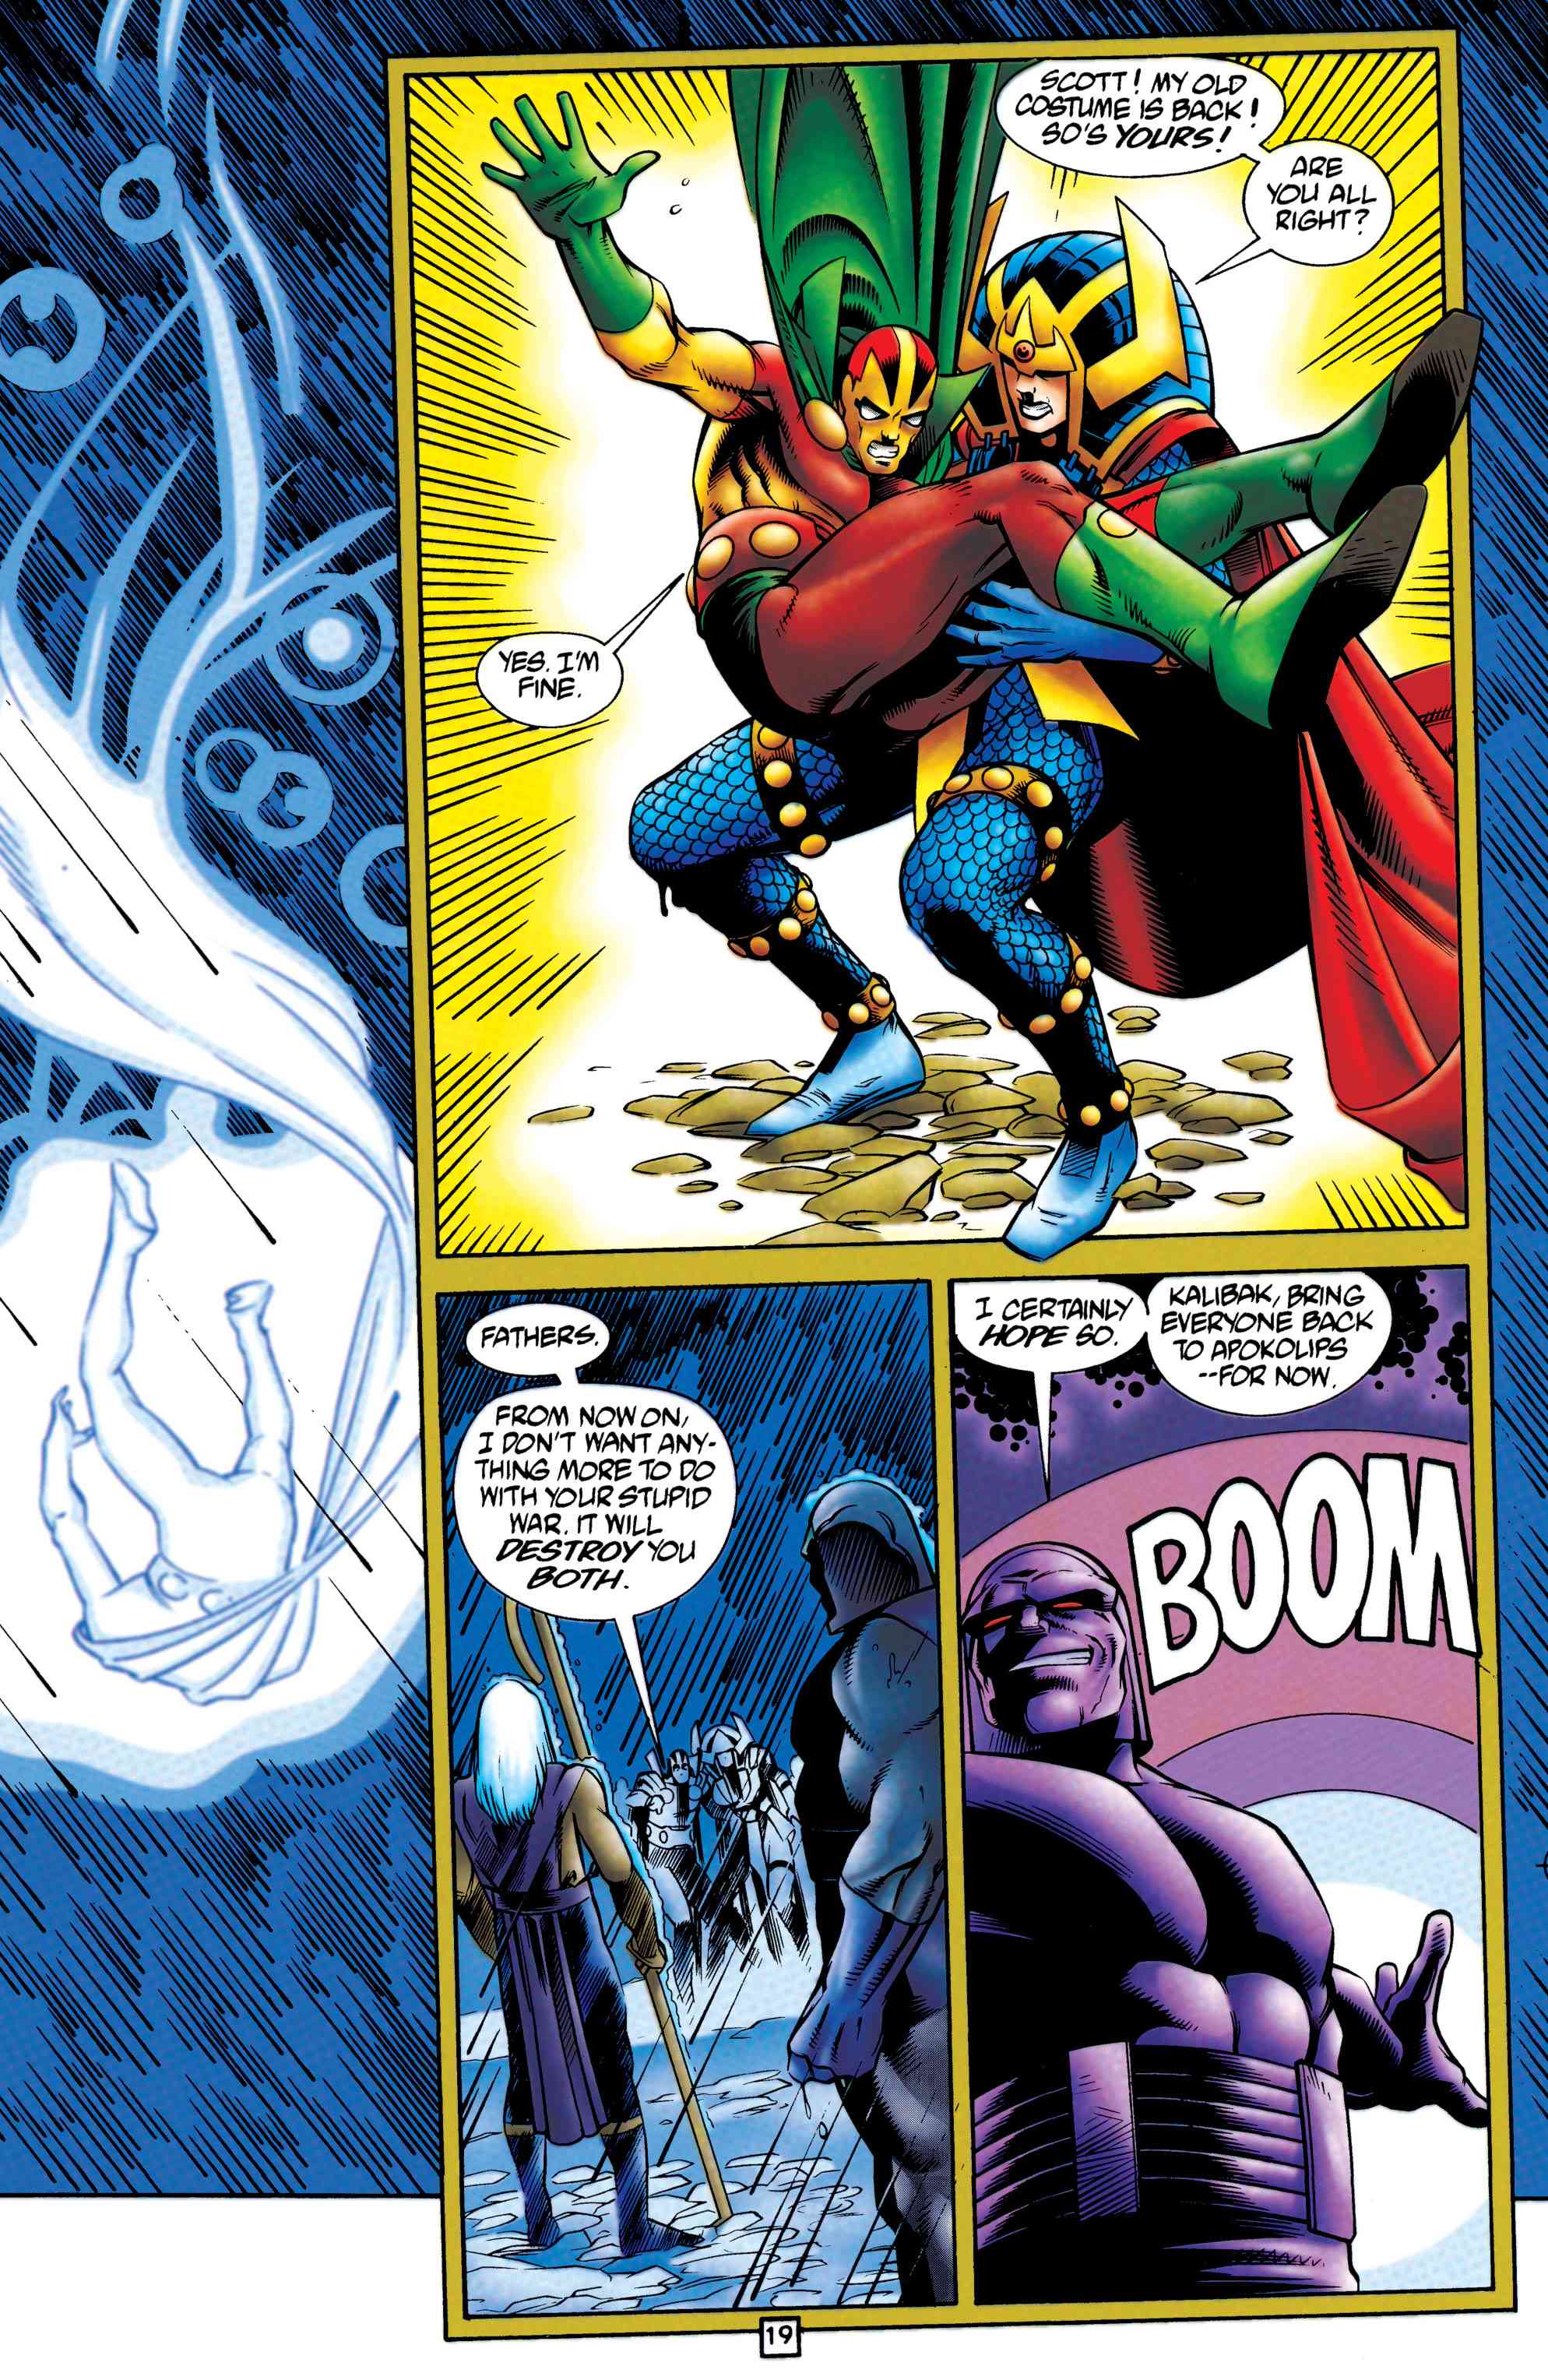 SCOTT! MY OLD
COSTUME IS BACK!
SO'S YOURS!
ARE
YOU ALL
RIGHT?
YES. I'M
FINE.
FATHERS.
FROM NOW ON,
I DON'T WANT ANY-
THING MORE TO DO
WITH YOUR STUPID
WAR. IT WILL
DESTROY YOU
BOTH.
I CERTAINLY
HOPE SO.
KALIBAK, BRING
EVERYONE BACK
TO APOKOLIPS
--FOR NOW.
BOOM
19